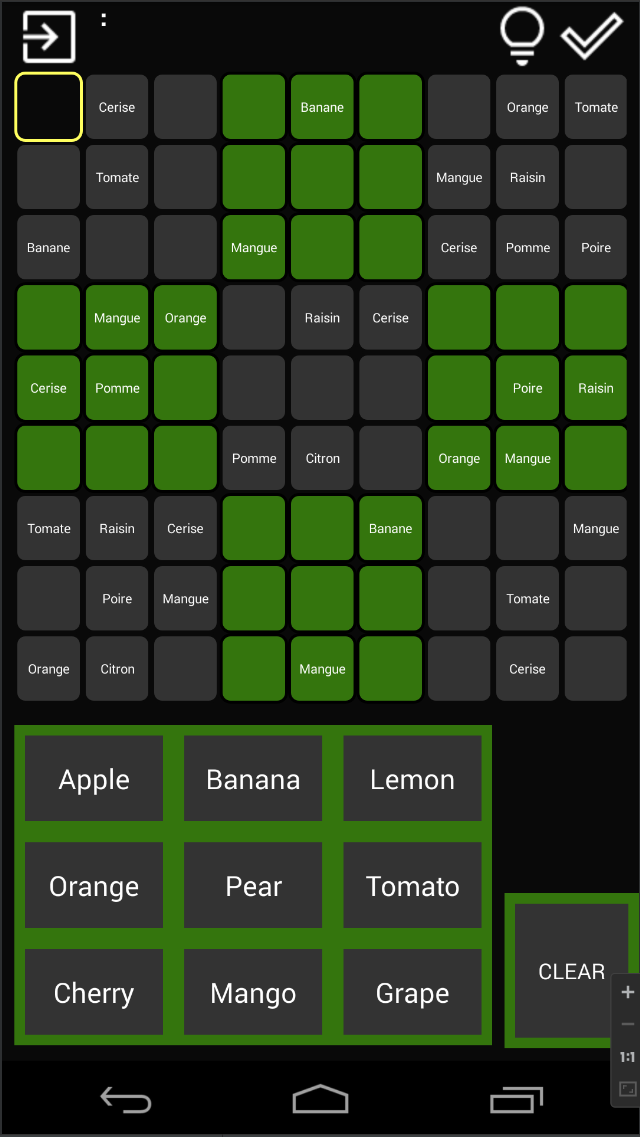 :
Cerise Banane Orange Tomate
Tomate Mangue Raisin
Banane Mangue Cerise Pomme Poire
Mangue Orange Raisin Cerise
Cerise Pomme Poire Raisin
Pomme Citron Orange Mangue
Tomate Raisin Cerise Banane Mangue
Poire Mangue Tomate
Orange Citron Mangue Cerise
Apple Banana Lemon
Orange Pear Tomato
Cherry Mango Grape
CLEAR
+
−
1:1